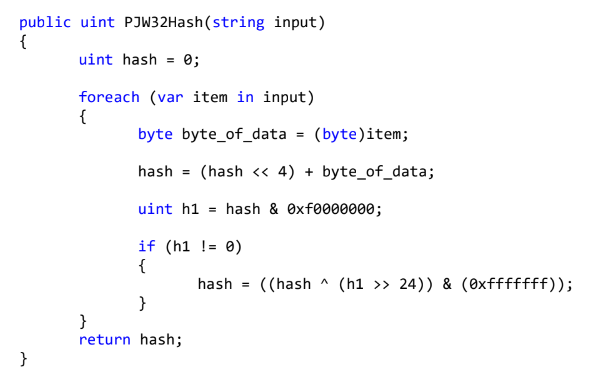 public uint PJW32Hash(string input)
{
uint hash = 0;
foreach (var item in input)
{
byte byte_of_data = (byte)item;
hash = (hash << 4) + byte_of_data;
uint h1 = hash & 0xf0000000;
if (h1 != 0)
{
hash = ((hash ^ (h1 >> 24)) & (0xfffffff));
}
}
return hash;
}